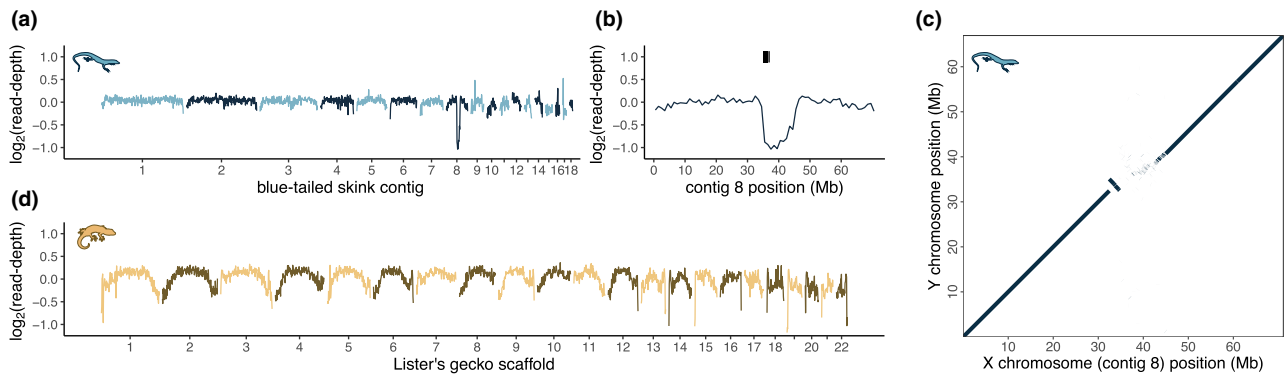 (a)
log2(read-depth)
1.0
0.5
0.0
−0.5
−1.0
1 2 3 4 5 6 7 8 9 10 12 14 16 18
blue-tailed skink contig
(b)
log2(read-depth)
1.0
0.5
0.0
−0.5
−1.0
0 10 20 30 40 50 60
contig 8 position (Mb)
(c)
Y chromosome position (Mb)
60
50
40
30
20
10
10 20 30 40 50 60
X chromosome (contig 8) position (Mb)
(d)
log2(read-depth)
1.0
0.5
0.0
−0.5
−1.0
1 2 3 4 5 6 7 8 9 10 11 12 13 14 15 16 17 18 20 22
Lister's gecko scaffold